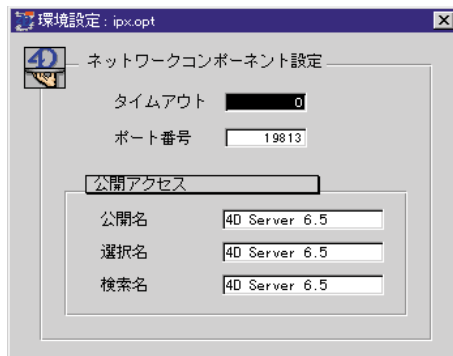 環境設定 : ipx.opt
4D
ネットワークコンポーネント設定
タイムアウト 0
ポート番号 19813
公開アクセス
公開名 4D Server 6.5
選択名 4D Server 6.5
検索名 4D Server 6.5